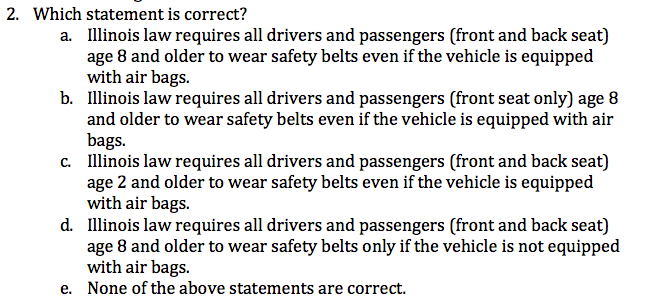 2. Which statement is correct?
a. Illinois law requires all drivers and passengers (front and back seat)
age 8 and older to wear safety belts even if the vehicle is equipped
with air bags.
b. Illinois law requires all drivers and passengers (front seat only) age 8
and older to wear safety belts even if the vehicle is equipped with air
bags.
c. Illinois law requires all drivers and passengers (front and back seat)
age 2 and older to wear safety belts even if the vehicle is equipped
with air bags.
d. Illinois law requires all drivers and passengers (front and back seat)
age 8 and older to wear safety belts only if the vehicle is not equipped
with air bags.
e. None of the above statements are correct.